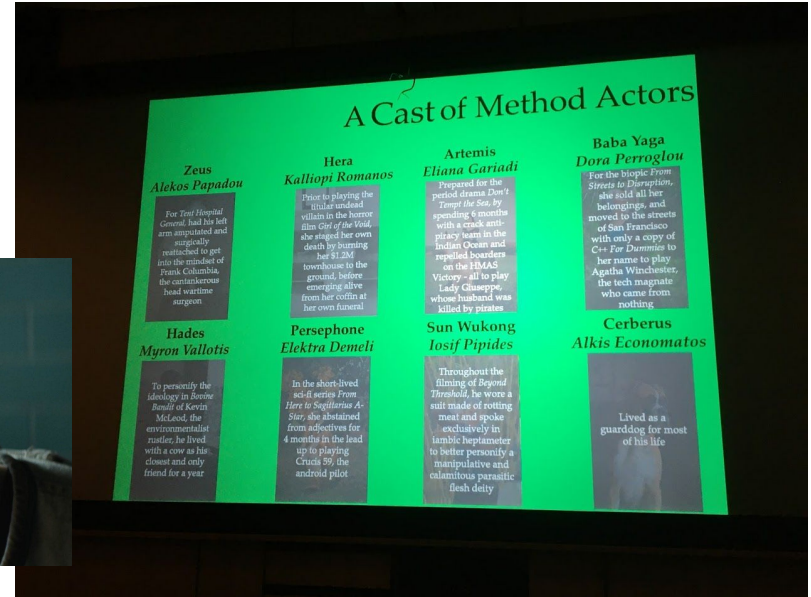 A Cast of Method Actors
Zeus
Alekos Papadou
For Tent Hospital
General, had his left
arm amputated and
surgically
reattached to get
into the mindset of
Frank Columbia,
the cantankerous
head wartime
surgeon
Hera
Kalliopi Romanos
Prior to playing the
titular undead
villain in the horror
film Girl of the Void,
she staged her own
death by burning
her $1.2M
townhouse to the
ground, before
emerging alive
from her coffin at
her own funeral
Artemis
Eliana Gariadi
Prepared for the
period drama Don't
Tempt the Sea, by
spending 6 months
with a crack anti-
piracy team in the
Indian Ocean and
repelled boarders
on the HMAS
Victory - all to play
Lady Giuseppe,
whose husband was
killed by pirates
Baba Yaga
Dora Perroglou
For the biopic From
Streets to Disruption,
she sold all her
belongings, and
moved to the streets
of San Francisco
with only a copy of
C++ For Dummies to
her name to play
Agatha Winchester,
the tech magnate
who came from
nothing
Hades
Myron Vallotis
To personify the
ideology in Bovine
Bandit of Kevin
McLeod, the
environmentalist
rustler, he lived
with a cow as his
closest and only
friend for a year
Persephone
Elektra Demeli
In the short-lived
sci-fi series From
Here to Sagittarius A-
Star, she abstained
from adjectives for
4 months in the lead
up to playing
Crucis 59, the
android pilot
Sun Wukong
Iosif Pipides
Throughout the
filming of Beyond
Threshold, he wore a
suit made of rotting
meat and spoke
exclusively in
iambic heptameter
to better personify a
manipulative and
calamitous parasitic
flesh deity
Cerberus
Alkis Economatos
Lived as a
guarddog for most
of his life